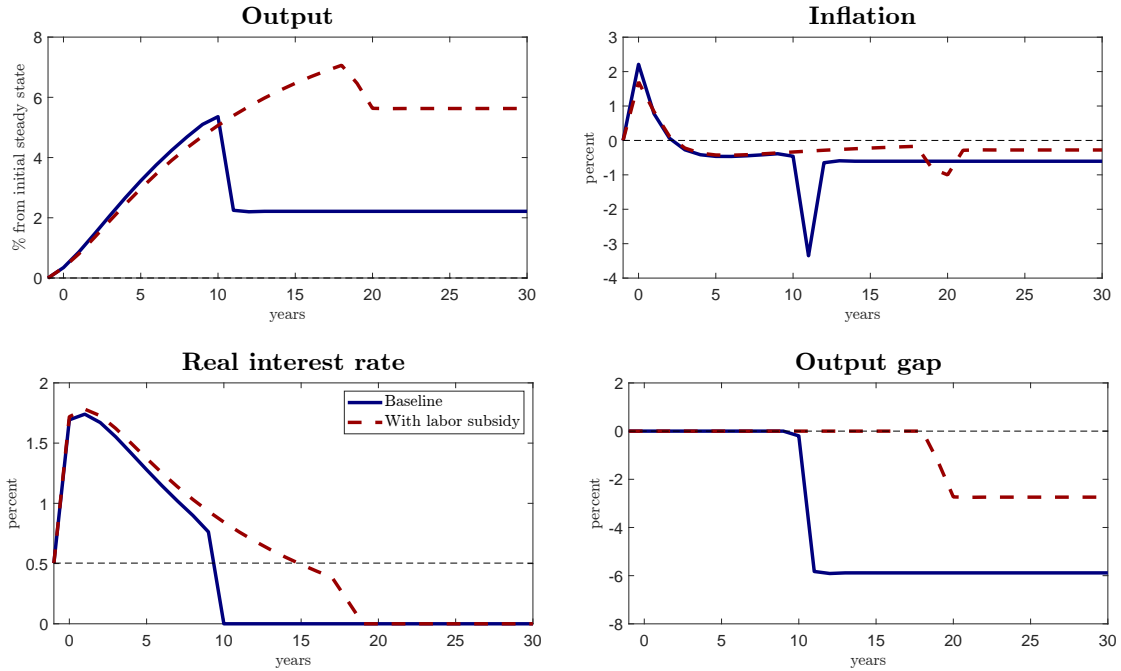 Output
% from initial steady state
8
6
4
2
0
0 5 10 15 20 25 30
years
Inflation
percent
3
2
1
0
-1
-2
-3
-4
0 5 10 15 20 25 30
years
Real interest rate
percent
2
1.5
1
0.5
0
Baseline
With labor subsidy
0 5 10 15 20 25 30
years
Output gap
percent
2
0
-2
-4
-6
-8
0 5 10 15 20 25 30
years